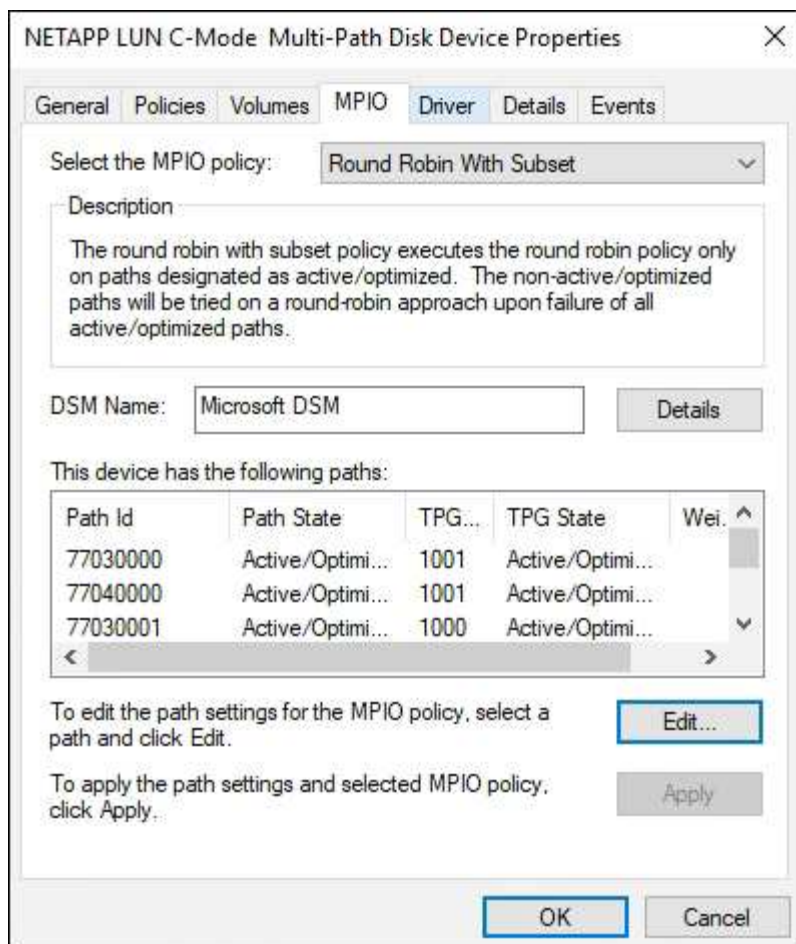 NETAPP LUN C-Mode  Multi-Path Disk Device Properties
General Policies Volumes MPIO Driver Details Events
Select the MPIO policy: Round Robin With Subset
Description
The round robin with subset policy executes the round robin policy only
on paths designated as active/optimized.  The non-active/optimized
paths will be tried on a round-robin approach upon failure of all
active/optimized paths.
DSM Name: Microsoft DSM Details
This device has the following paths:
Path Id Path State TPG... TPG State Wei.
77030000 Active/Optimi... 1001 Active/Optimi...
77040000 Active/Optimi... 1001 Active/Optimi...
77030001 Active/Optimi... 1000 Active/Optimi...
To edit the path settings for the MPIO policy, select a
path and click Edit.
Edit...
To apply the path settings and selected MPIO policy,
click Apply.
Apply
OK Cancel